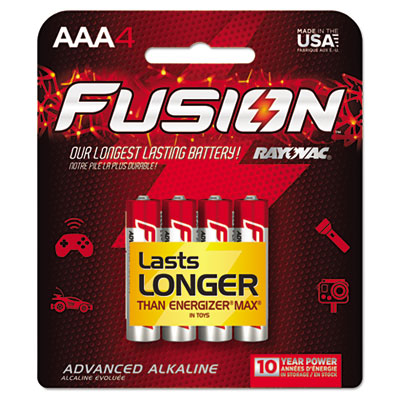 AAA4
MADE IN THE
USA
FABRIQUÉ AUX É.-U.
FUSION
OUR LONGEST LASTING BATTERY!
NOTRE PILE LA PLUS DURABLE!
RAYOVAC®
Lasts
LONGER
THAN ENERGIZER® MAX®
IN TOYS
ADVANCED ALKALINE
ALCALINE ÉVOLUÉE
10 YEAR POWER
ANNÉES D'ÉNERGIE
IN STORAGE / EN STOCK